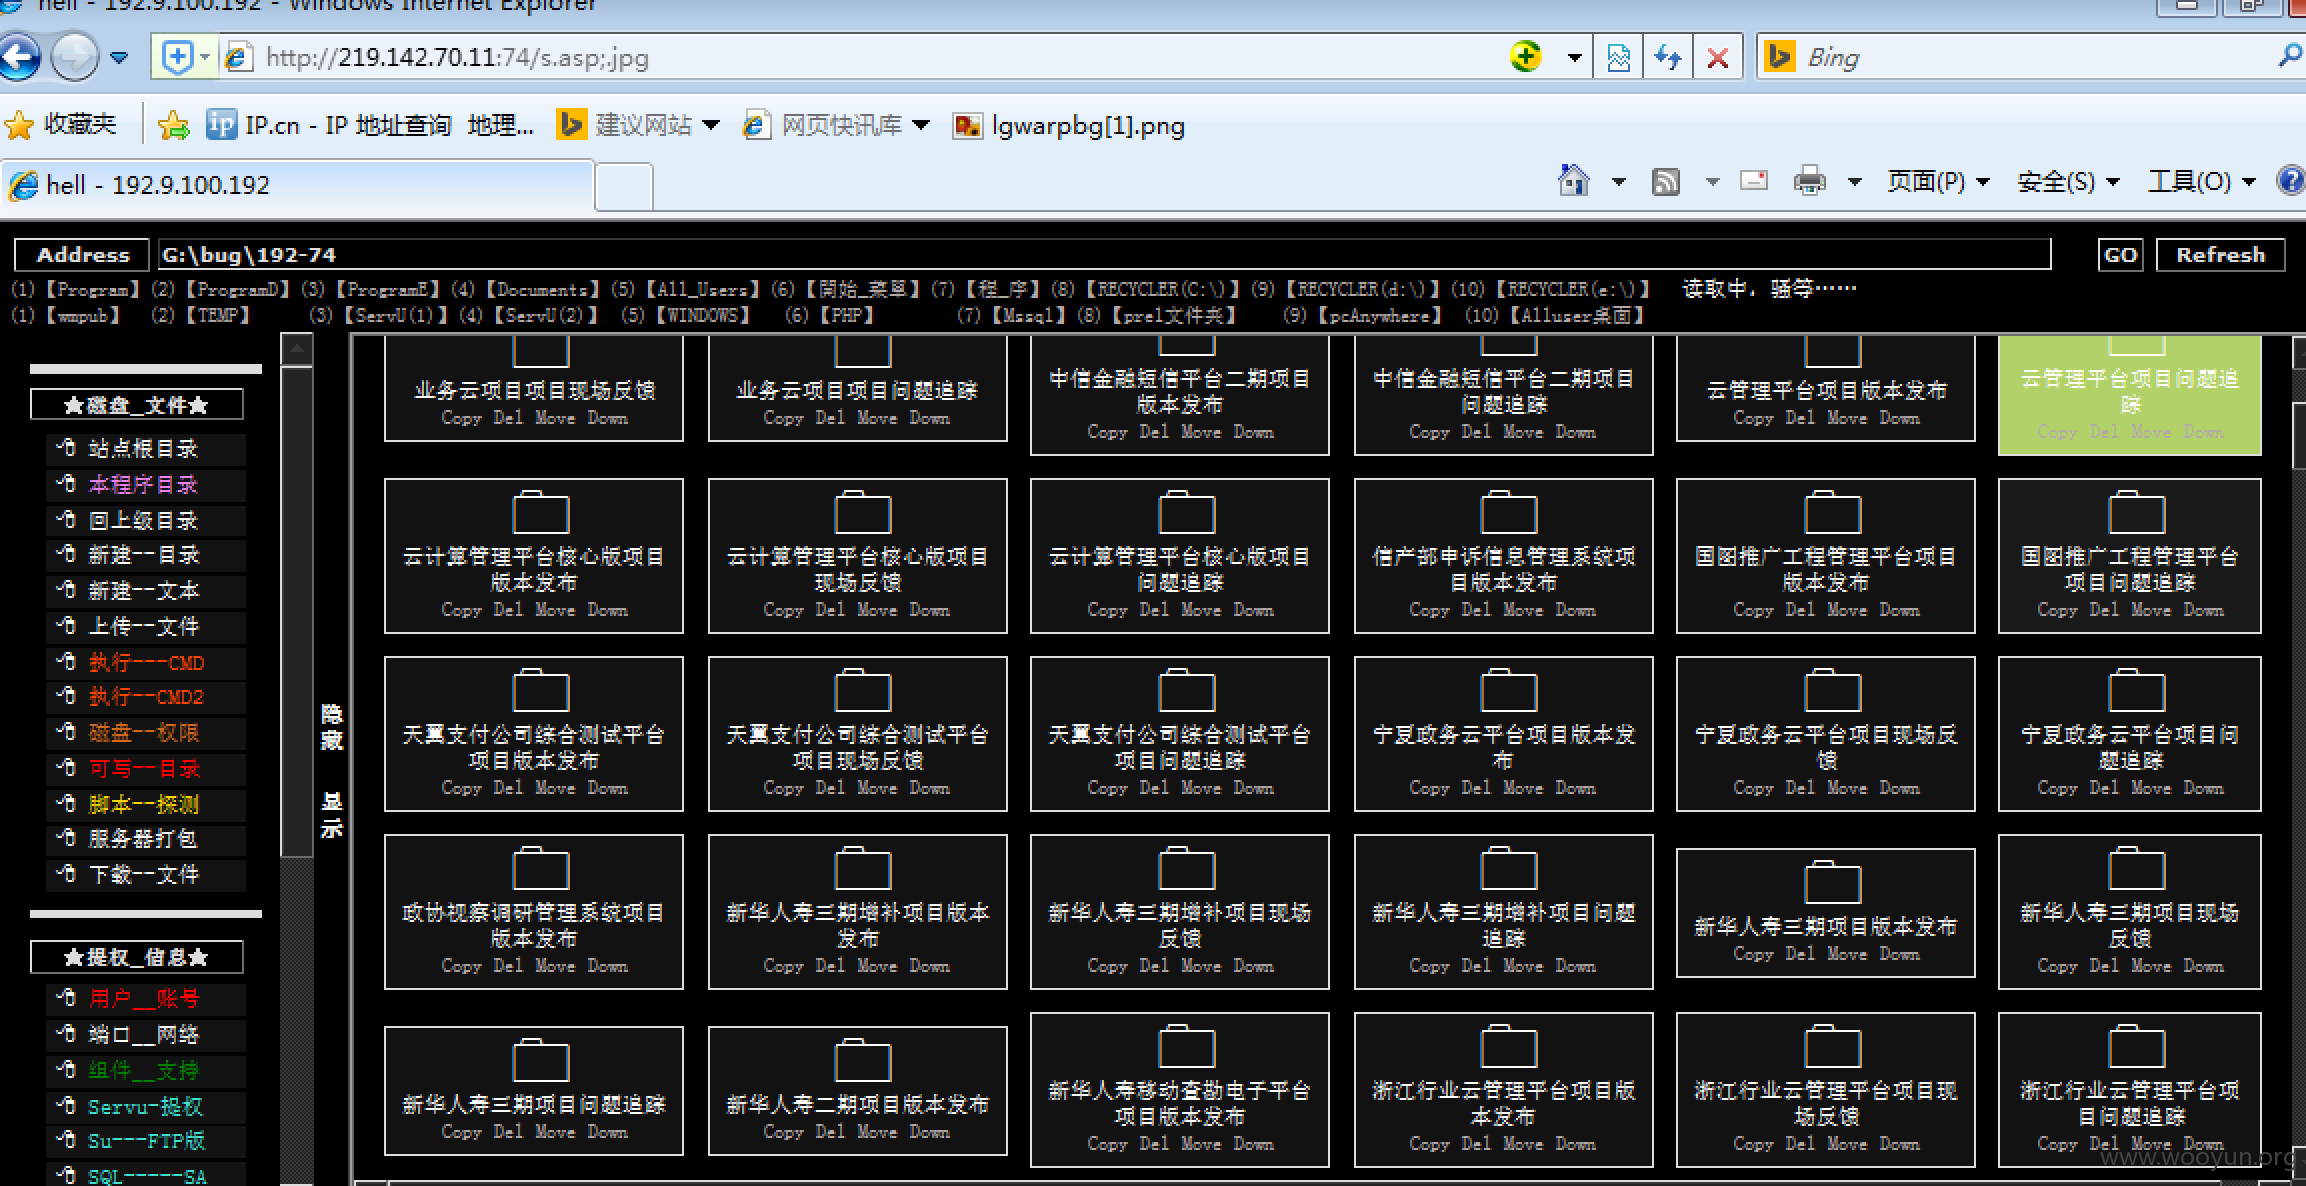 hell - 192.9.100.192 - Windows Internet Explorer
http://219.142.70.11:74/s.asp;.jpg
Bing
收藏夹
IP.cn - IP 地址查询 地理...
建议网站
网页快讯库
lgwarpbg[1].png
hell - 192.9.100.192
页面(P)
安全(S)
工具(O)
Address
G:\bug\192-74
GO
Refresh
(1)【Program】(2)【ProgramD】(3)【ProgramE】(4)【Documents】(5)【All_Users】(6)【開始_菜單】(7)【程_序】(8)【RECYCLER(C:\)】(9)【RECYCLER(d:\)】(10)【RECYCLER(e:\)】 读取中，骚等……
(1)【wmpub】 (2)【TEMP】 (3)【ServU(1)】(4)【ServU(2)】 (5)【WINDOWS】 (6)【PHP】 (7)【Mssql】(8)【prel文件夹】 (9)【pcAnywhere】 (10)【Alluser桌面】
★磁盘_文件★
站点根目录
本程序目录
回上级目录
新建--目录
新建--文本
上传--文件
执行---CMD
执行--CMD2
磁盘--权限
可写--目录
脚本--探测
服务器打包
下载--文件
★提权_信息★
用户__账号
端口__网络
组件__支持
Servu-提权
Su---FTP版
SQL-----SA
隐藏
显示
业务云项目项目现场反馈
Copy Del Move Down
业务云项目项目问题追踪
Copy Del Move Down
中信金融短信平台二期项目
版本发布
Copy Del Move Down
中信金融短信平台二期项目
问题追踪
Copy Del Move Down
云管理平台项目版本发布
Copy Del Move Down
云管理平台项目问题追
踪
Copy Del Move Down
云计算管理平台核心版项目
版本发布
Copy Del Move Down
云计算管理平台核心版项目
现场反馈
Copy Del Move Down
云计算管理平台核心版项目
问题追踪
Copy Del Move Down
信产部申诉信息管理系统项
目版本发布
Copy Del Move Down
国图推广工程管理平台项目
版本发布
Copy Del Move Down
国图推广工程管理平台
项目问题追踪
Copy Del Move Down
天翼支付公司综合测试平台
项目版本发布
Copy Del Move Down
天翼支付公司综合测试平台
项目现场反馈
Copy Del Move Down
天翼支付公司综合测试平台
项目问题追踪
Copy Del Move Down
宁夏政务云平台项目版本发
布
Copy Del Move Down
宁夏政务云平台项目现场反
馈
Copy Del Move Down
宁夏政务云平台项目问
题追踪
Copy Del Move Down
政协视察调研管理系统项目
版本发布
Copy Del Move Down
新华人寿三期增补项目版本
发布
Copy Del Move Down
新华人寿三期增补项目现场
反馈
Copy Del Move Down
新华人寿三期增补项目问题
追踪
Copy Del Move Down
新华人寿三期项目版本发布
Copy Del Move Down
新华人寿三期项目现场
反馈
Copy Del Move Down
新华人寿三期项目问题追踪
Copy Del Move Down
新华人寿二期项目版本发布
Copy Del Move Down
新华人寿移动查勘电子平台
项目版本发布
Copy Del Move Down
浙江行业云管理平台项目版
本发布
Copy Del Move Down
浙江行业云管理平台项目现
场反馈
Copy Del Move Down
浙江行业云管理平台项
目问题追踪
Copy Del Move Down
www.wooyun.org